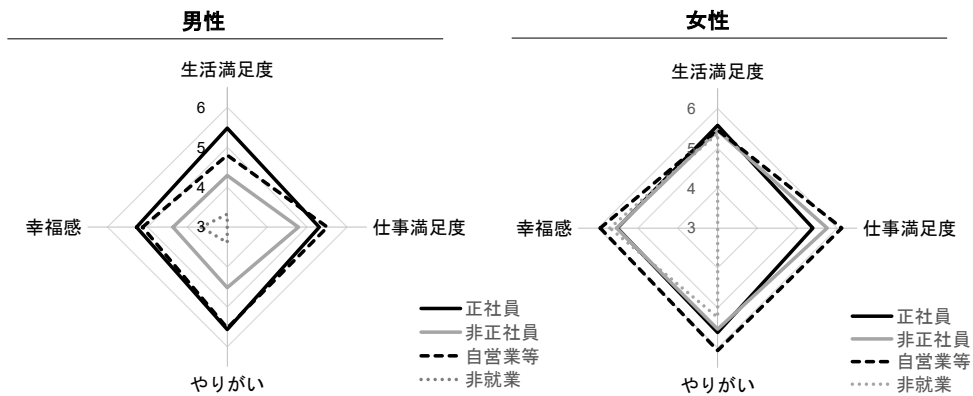 男性
生活満足度
6
5
4
3
幸福感
仕事満足度
やりがい
正社員
非正社員
自営業等
非就業
女性
生活満足度
6
5
4
3
幸福感
仕事満足度
やりがい
正社員
非正社員
自営業等
非就業